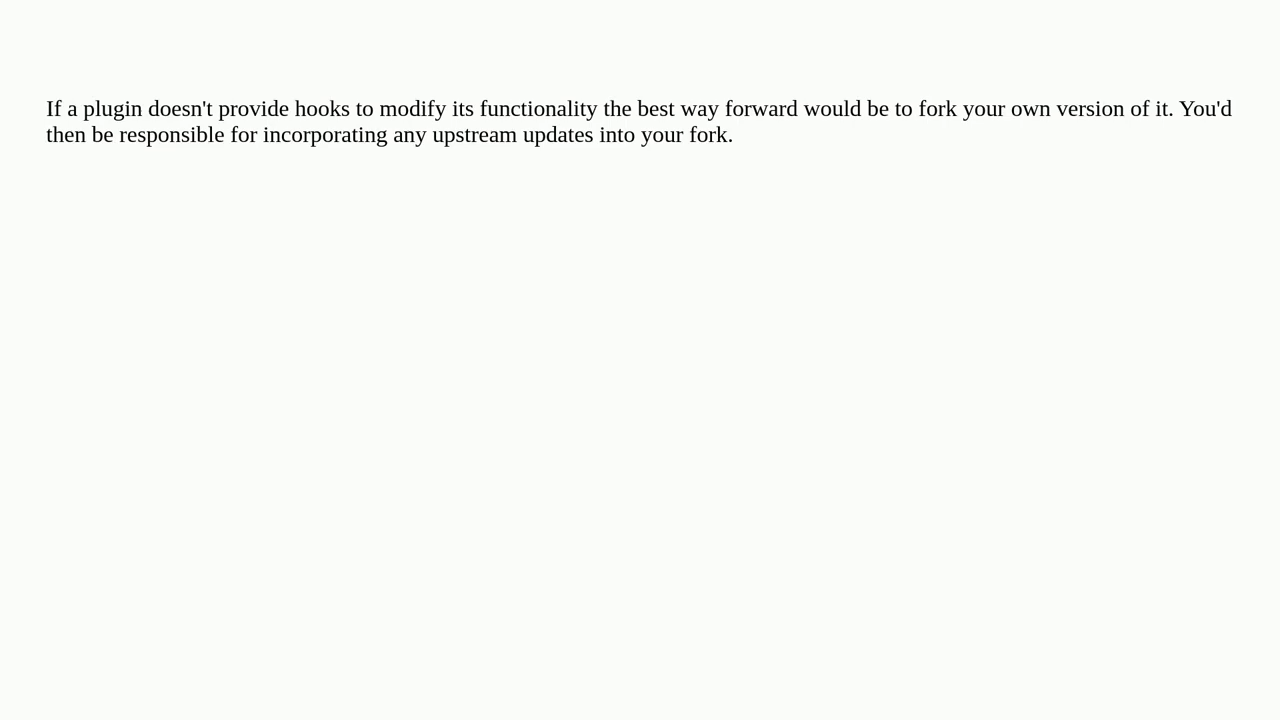 If a plugin doesn't provide hooks to modify its functionality the best way forward would be to fork your own version of it. You'd
then be responsible for incorporating any upstream updates into your fork.